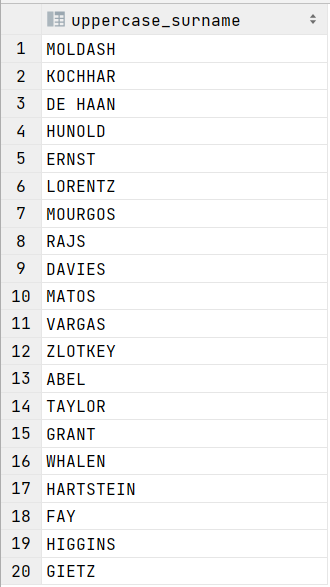 uppercase_surname
1 MOLDASH
2 KOCHHAR
3 DE HAAN
4 HUNOLD
5 ERNST
6 LORENTZ
7 MOURGOS
8 RAJS
9 DAVIES
10 MATOS
11 VARGAS
12 ZLOTKEY
13 ABEL
14 TAYLOR
15 GRANT
16 WHALEN
17 HARTSTEIN
18 FAY
19 HIGGINS
20 GIETZ